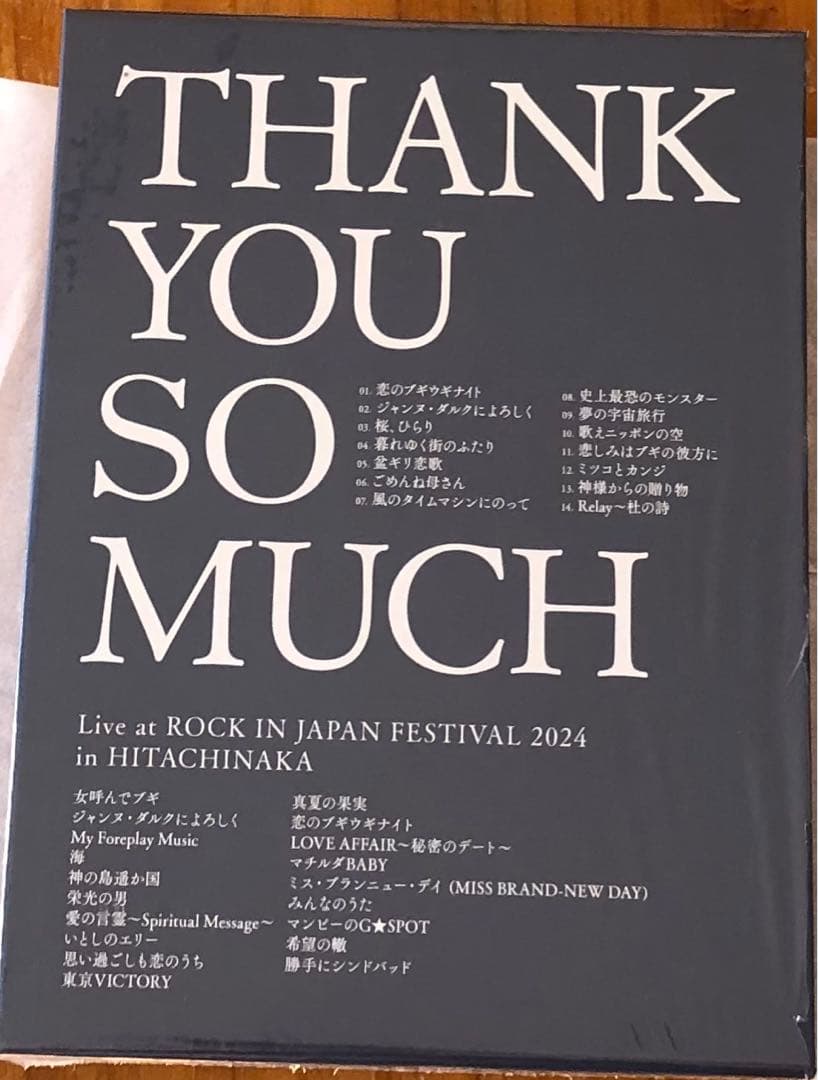 THANK
YOU
SO
MUCH
01. 恋のブギウギナイト
02. ジャンヌ・ダルクによろしく
03. 桜、ひらり
04. 暮れゆく街のふたり
05. 盆ギリ恋歌
06. ごめんね母さん
07. 風のタイムマシンにのって
08. 史上最恐のモンスター
09. 夢の宇宙旅行
10. 歌えニッポンの空
11. 悲しみはブギの彼方に
12. ミツコとカンジ
13. 神様からの贈り物
14. Relay〜杜の詩
Live at ROCK IN JAPAN FESTIVAL 2024
in HITACHINAKA
女呼んでブギ
ジャンヌ・ダルクによろしく
My Foreplay Music
海
神の島遥か国
栄光の男
愛の言霊〜Spiritual Message〜
いとしのエリー
思い過ごしも恋のうち
東京VICTORY
真夏の果実
恋のブギウギナイト
LOVE AFFAIR〜秘密のデート〜
マチルダBABY
ミス・ブランニュー・デイ (MISS BRAND-NEW DAY)
みんなのうた
マンピーのG★SPOT
希望の轍
勝手にシンドバッド